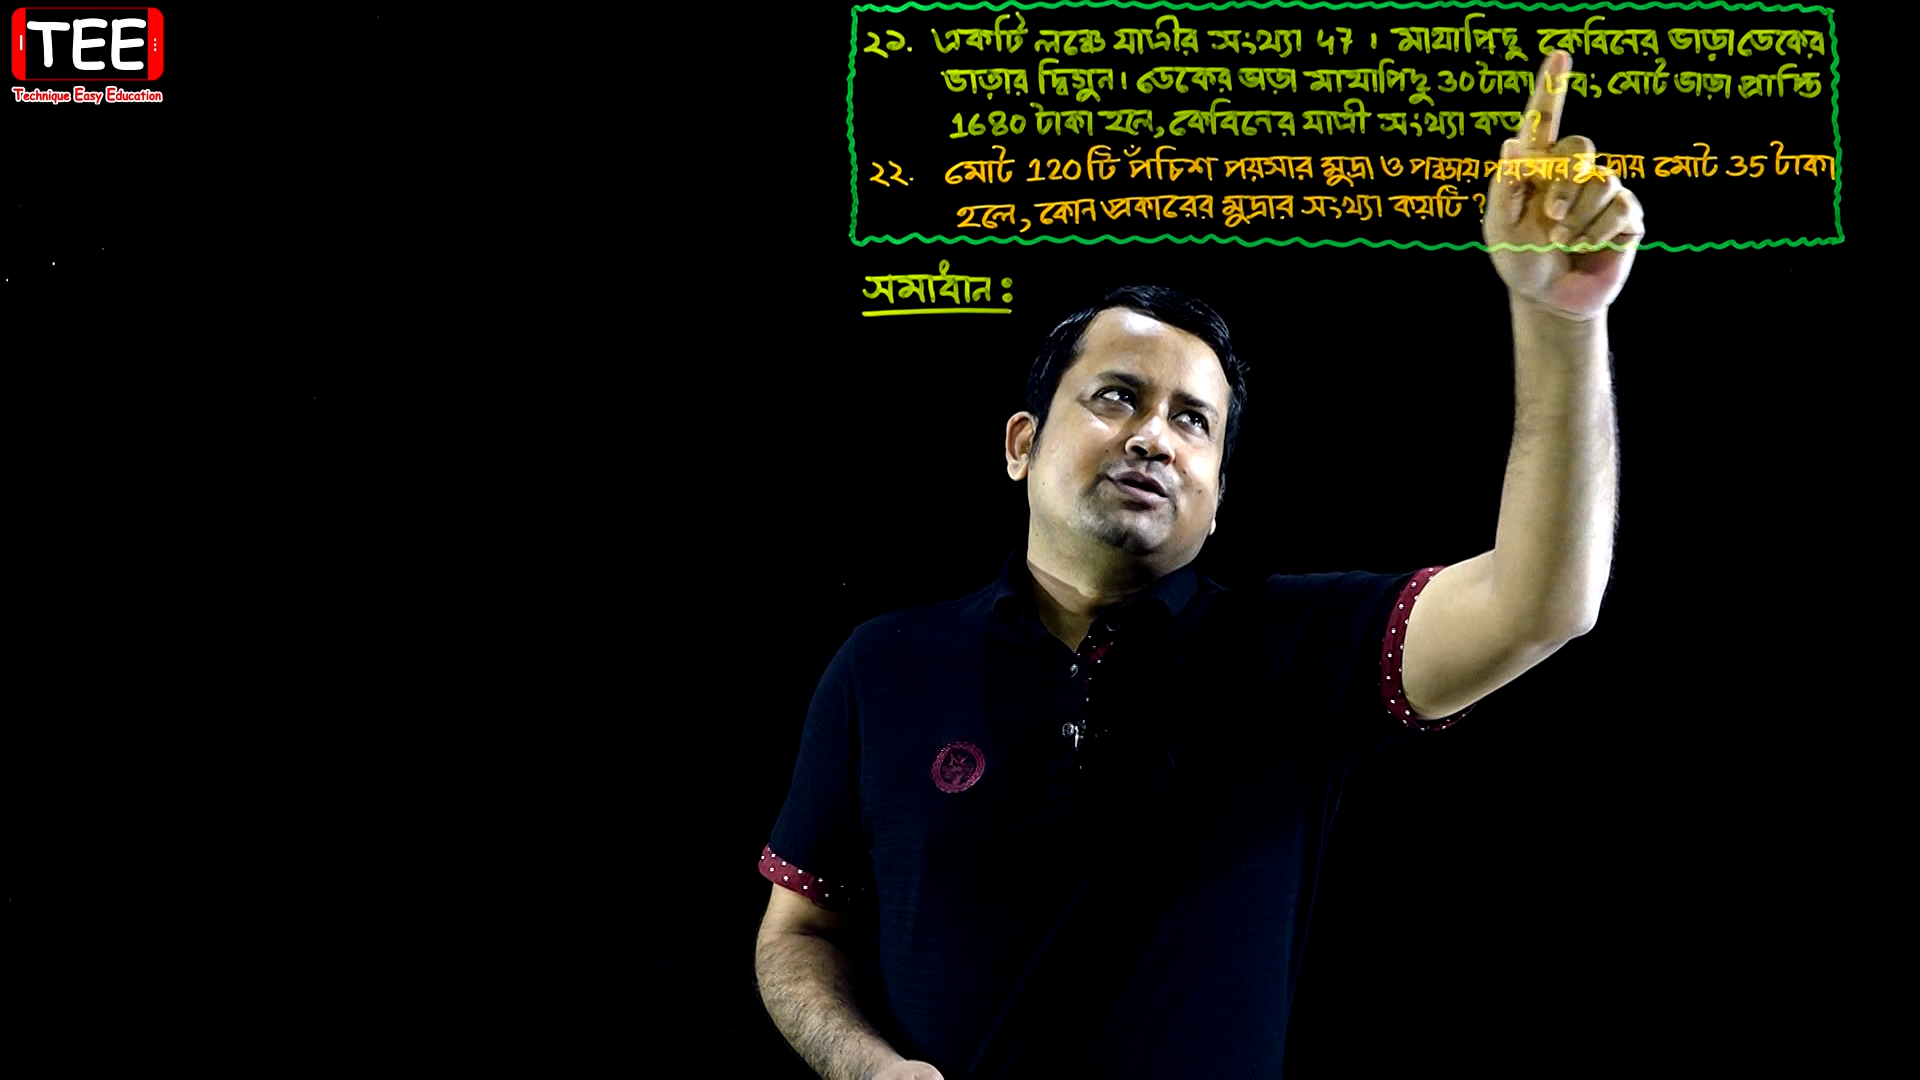 TEE
Technique Easy Education
২১. একটি লঞ্চে যাত্রীর সংখ্যা 47। মাথাপিছু কেবিনের ভাড়া ডেকের
ভাড়ার দ্বিগুন। ডেকের ভাড়া মাথাপিছু 30 টাকা এবং মোট ভাড়া প্রাপ্তি
1680 টাকা হলে, কেবিনের যাত্রী সংখ্যা কত?
২২. মোট 120 টি পঁচিশ পয়সার মুদ্রা ও পঞ্চাশ পয়সার মুদ্রায় মোট 35 টাকা
হলে, কোন প্রকারের মুদ্রার সংখ্যা কয়টি?
সমাধান: